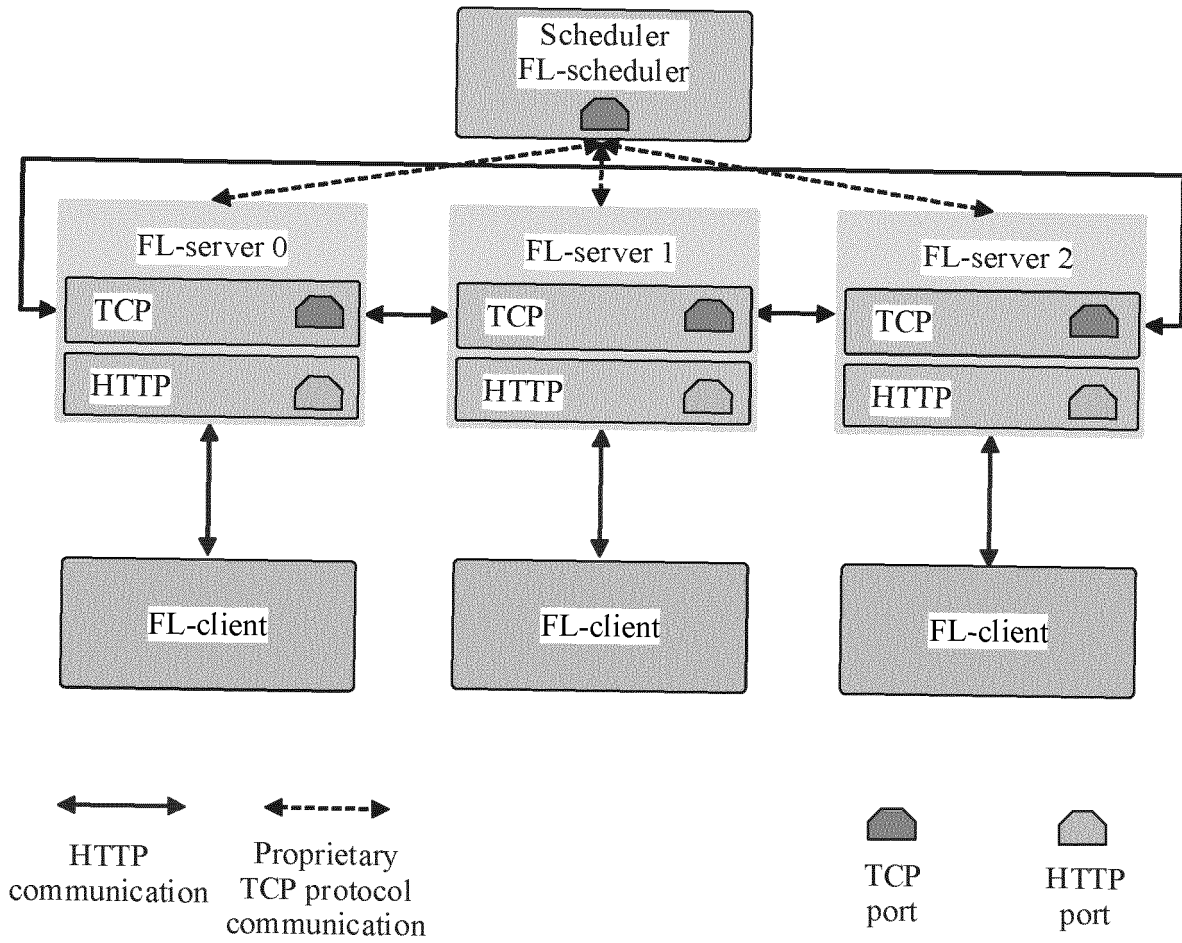 Scheduler
FL-scheduler
FL-server 0
FL-server 1
FL-server 2
TCP
TCP
TCP
HTTP
HTTP
HTTP
FL-client
FL-client
FL-client
HTTP
communication
Proprietary
TCP protocol
communication
TCP
port
HTTP
port